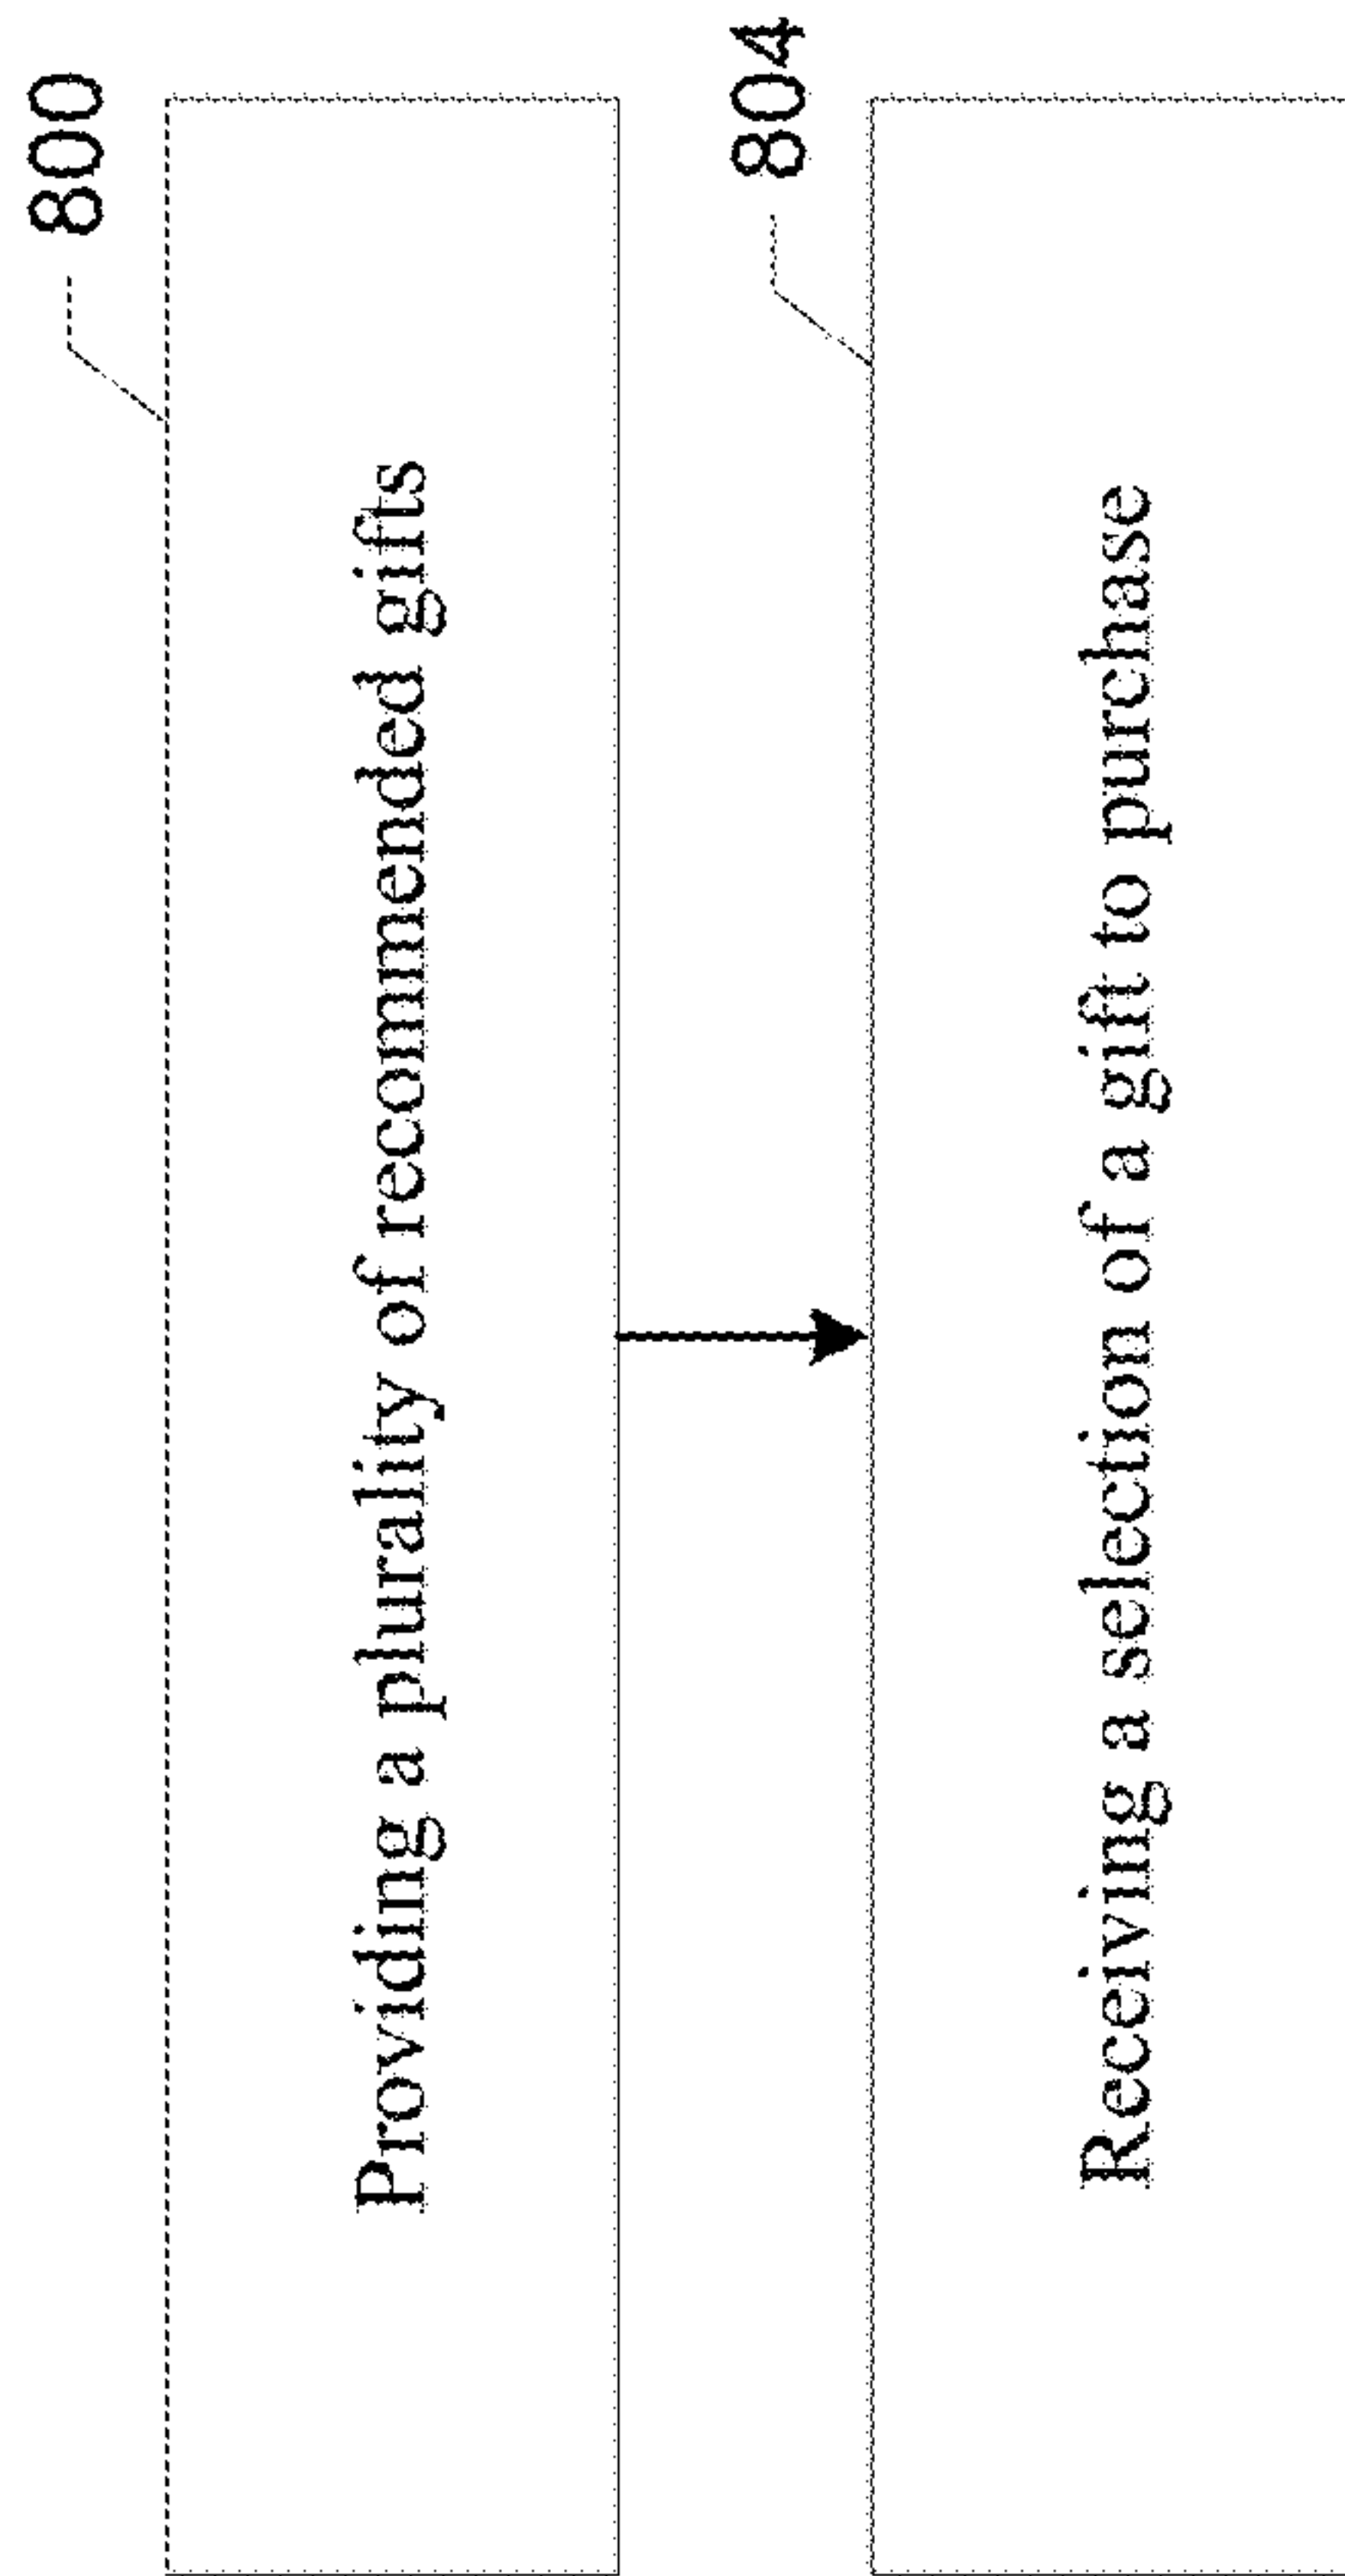 800
Providing a plurality of recommended gifts
804
Receiving a selection of a gift to purchase